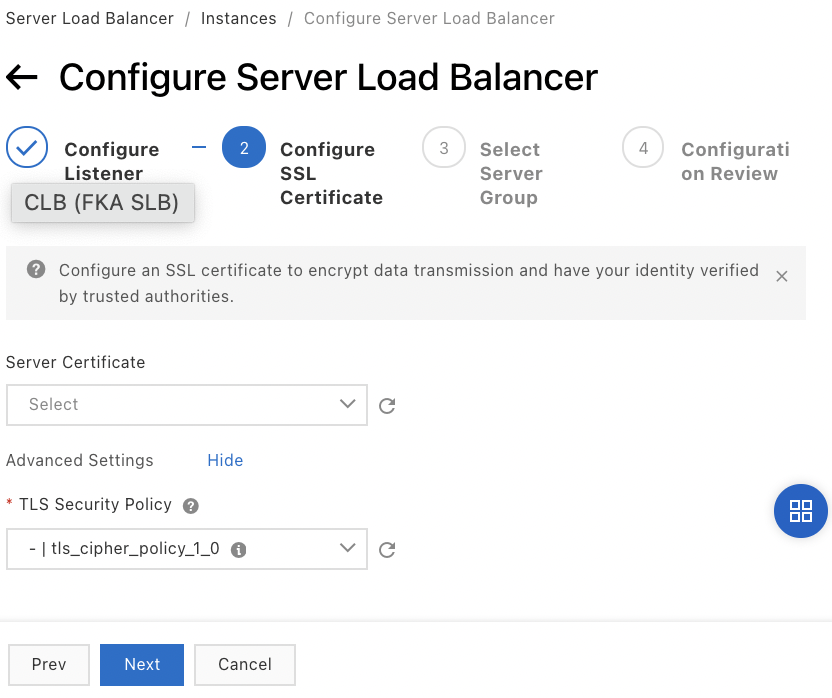 Server Load Balancer / Instances / Configure Server Load Balancer
← Configure Server Load Balancer
Configure
Listener
2
Configure
SSL
Certificate
3
Select
Server
Group
4
Configurati
on Review
CLB (FKA SLB)
Configure an SSL certificate to encrypt data transmission and have your identity verified
by trusted authorities.
Server Certificate
Select
Advanced Settings Hide
* TLS Security Policy ?
- | tls_cipher_policy_1_0
Prev Next Cancel